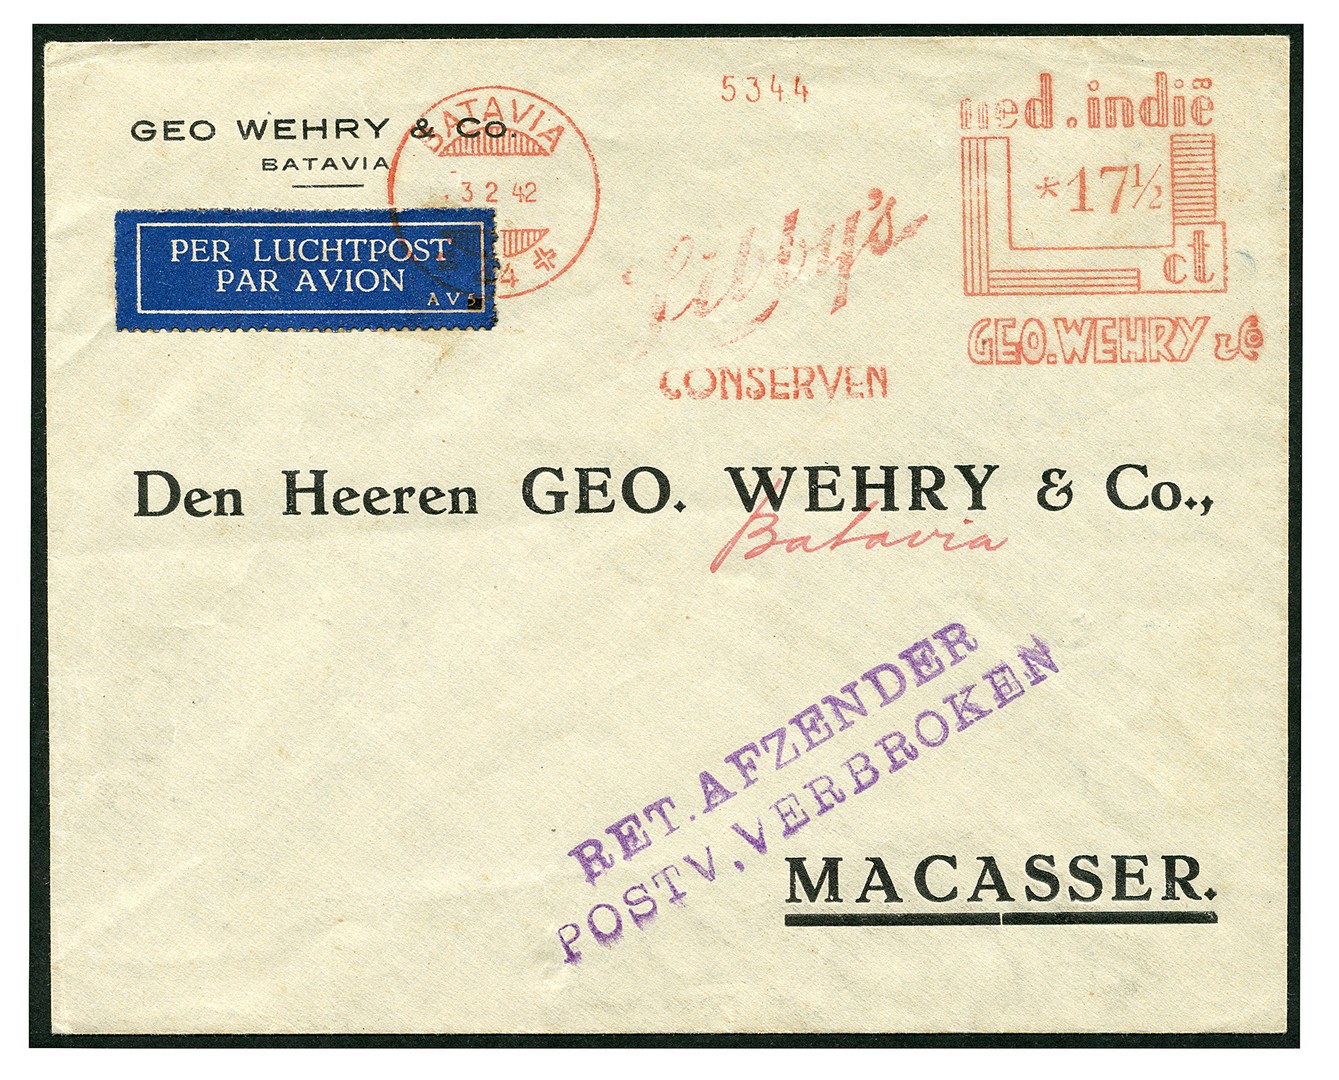 5344
ned. indië
GEO WEHRY & Co.
BATAVIA
BATAVIA
3 2 42
*17½
ct
PER LUCHTPOST
PAR AVION
AV5
Libby's
GEO. WEHRY & Co
CONSERVEN
Den Heeren GEO. WEHRY & Co.,
Batavia
RET. AFZENDER
POSTV. VERBROKEN
MACASSER.